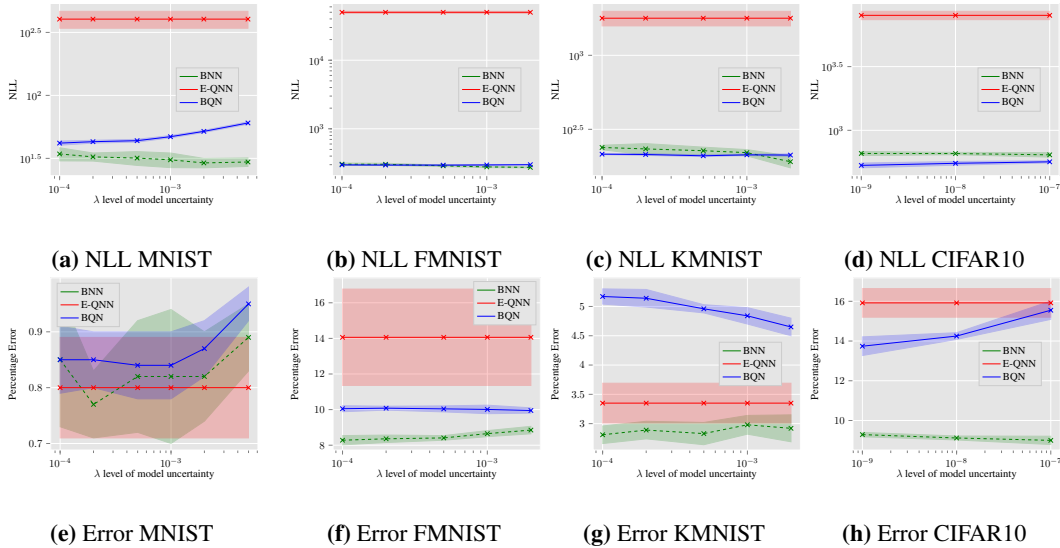 10^2.5
10^2
10^1.5
NLL
BNN
E-QNN
BQN
10^-4
10^-3
λ level of model uncertainty
(a) NLL MNIST
10^4
10^3
NLL
BNN
E-QNN
BQN
10^-4
10^-3
λ level of model uncertainty
(b) NLL FMNIST
10^3
10^2.5
NLL
BNN
E-QNN
BQN
10^-4
10^-3
λ level of model uncertainty
(c) NLL KMNIST
10^3.5
10^3
NLL
BNN
E-QNN
BQN
10^-9
10^-8
10^-7
λ level of model uncertainty
(d) NLL CIFAR10
0.9
0.8
0.7
Percentage Error
BNN
E-QNN
BQN
10^-4
10^-3
λ level of model uncertainty
(e) Error MNIST
16
14
12
10
8
Percentage Error
BNN
E-QNN
BQN
10^-4
10^-3
λ level of model uncertainty
(f) Error FMNIST
5
4.5
4
3.5
3
Percentage Error
BNN
E-QNN
BQN
10^-4
10^-3
λ level of model uncertainty
(g) Error KMNIST
16
14
12
10
Percentage Error
BNN
E-QNN
BQN
10^-9
10^-8
10^-7
λ level of model uncertainty
(h) Error CIFAR10